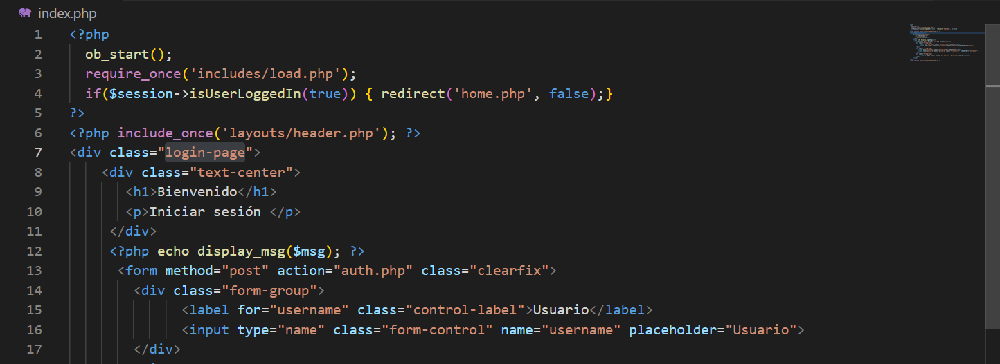 index.php
1 <?php
2 ob_start();
3 require_once('includes/load.php');
4 if($session->isUserLoggedIn(true)) { redirect('home.php', false);}
5 ?>
6 <?php include_once('layouts/header.php'); ?>
7 <div class="login-page">
8 <div class="text-center">
9 <h1>Bienvenido</h1>
10 <p>Iniciar sesión </p>
11 </div>
12 <?php echo display_msg($msg); ?>
13 <form method="post" action="auth.php" class="clearfix">
14 <div class="form-group">
15 <label for="username" class="control-label">Usuario</label>
16 <input type="name" class="form-control" name="username" placeholder="Usuario">
17 </div>